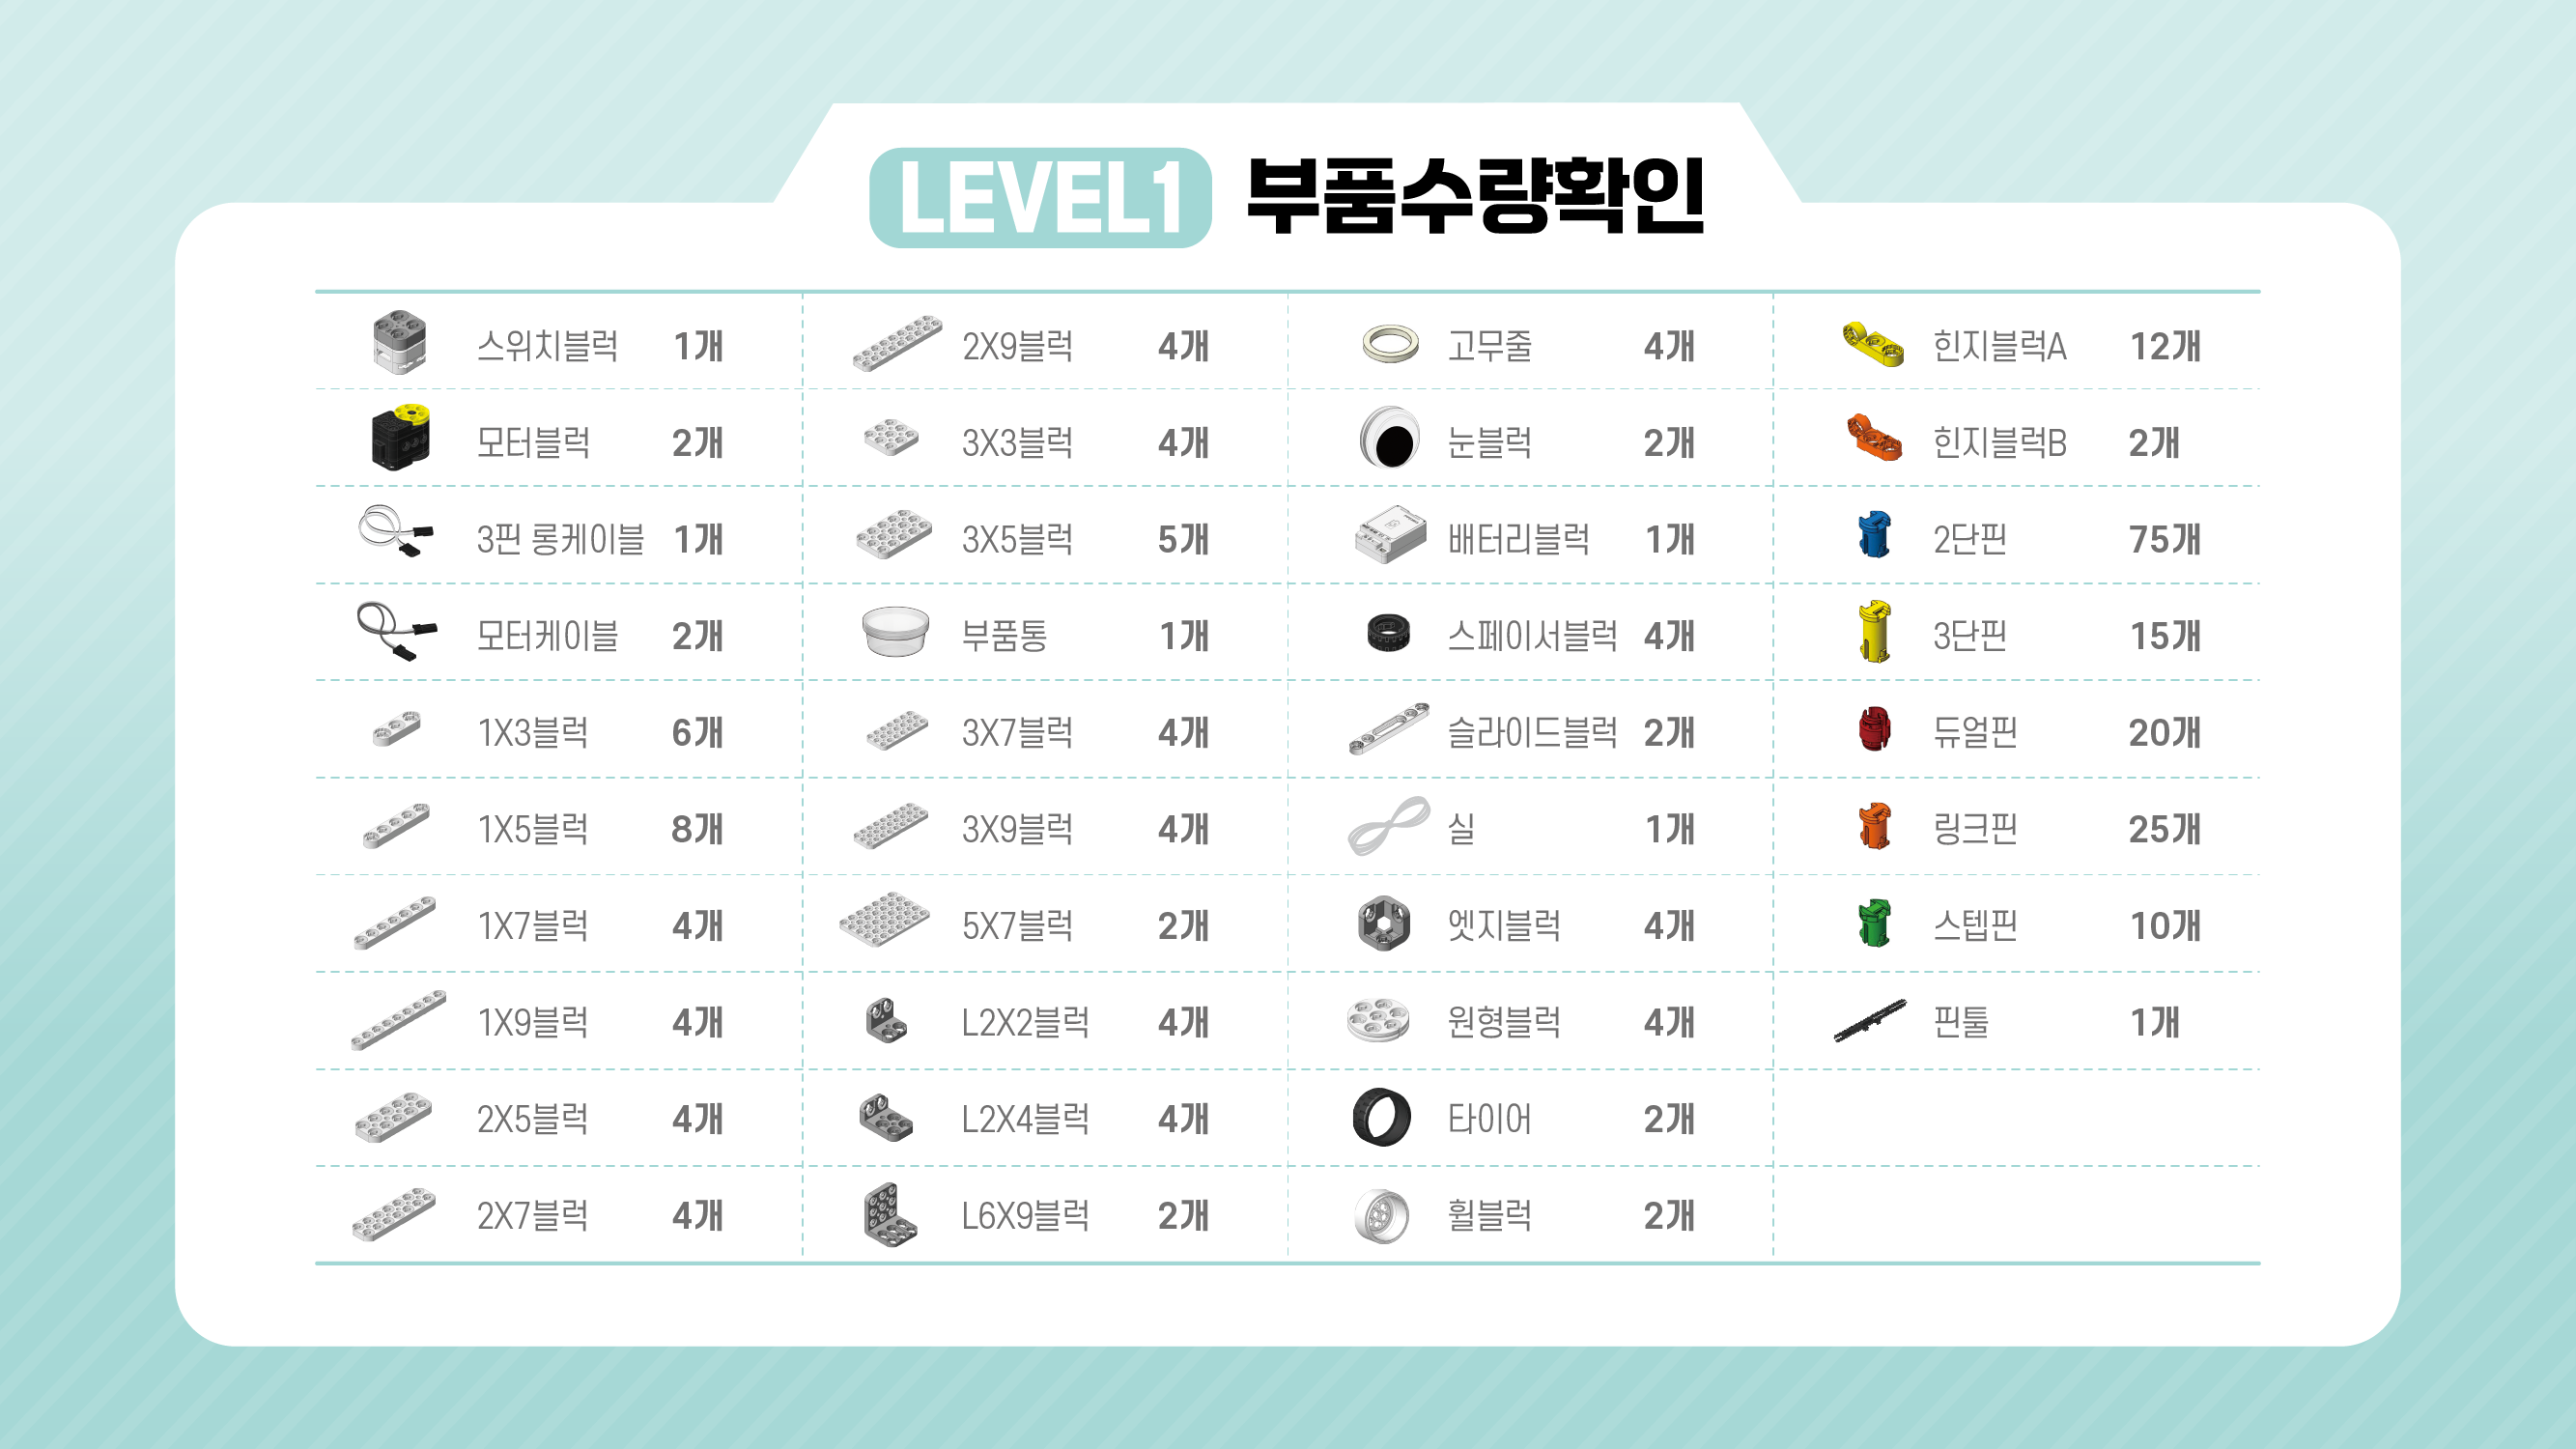 LEVEL1 부품수량확인
스위치블럭 1개 2X9블럭 4개 고무줄 4개 힌지블럭A 12개
모터블럭 2개 3X3블럭 4개 눈블럭 2개 힌지블럭B 2개
3핀 롱케이블 1개 3X5블럭 5개 배터리블럭 1개 2단핀 75개
모터케이블 2개 부품통 1개 스페이서블럭 4개 3단핀 15개
1X3블럭 6개 3X7블럭 4개 슬라이드블럭 2개 듀얼핀 20개
1X5블럭 8개 3X9블럭 4개 실 1개 링크핀 25개
1X7블럭 4개 5X7블럭 2개 엣지블럭 4개 스텝핀 10개
1X9블럭 4개 L2X2블럭 4개 원형블럭 4개 핀툴 1개
2X5블럭 4개 L2X4블럭 4개 타이어 2개
2X7블럭 4개 L6X9블럭 2개 휠블럭 2개